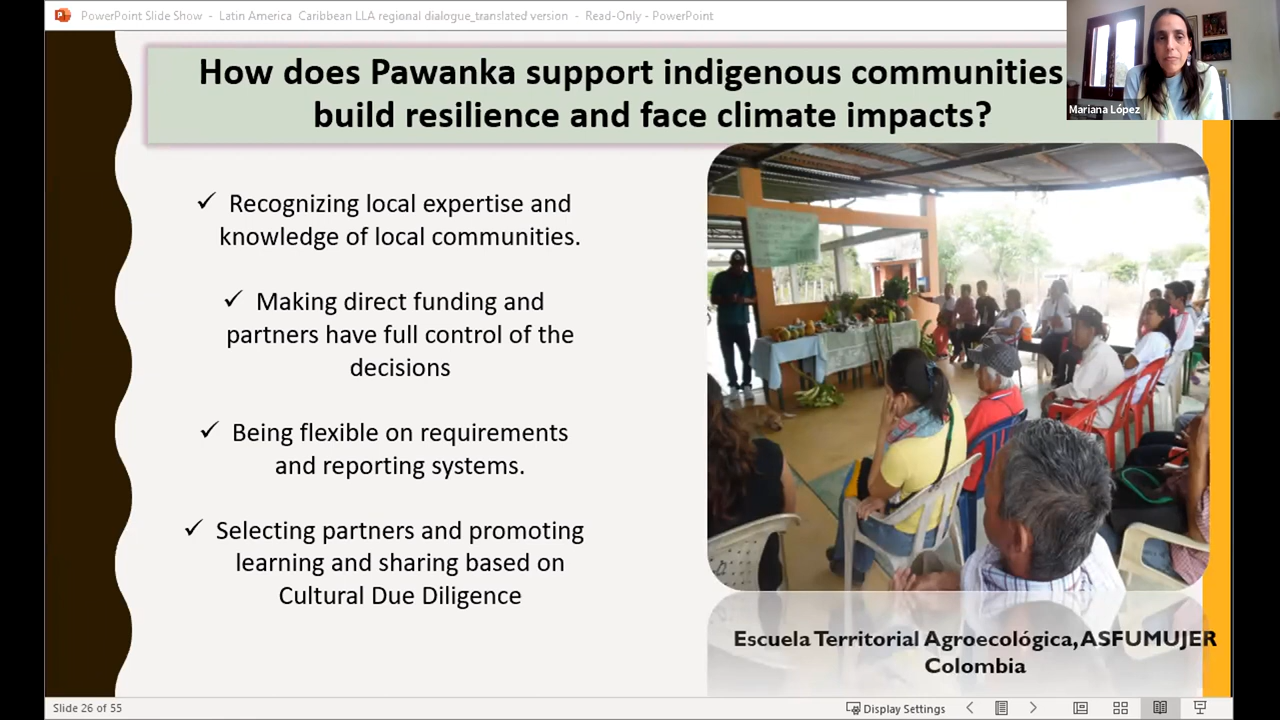 PowerPoint Slide Show - Latin America Caribbean LLA regional dialogue_translated version - Read-Only - PowerPoint
How does Pawanka support indigenous communities
build resilience and face climate impacts?
Mariana López
✓ Recognizing local expertise and
knowledge of local communities.
✓ Making direct funding and
partners have full control of the
decisions
✓ Being flexible on requirements
and reporting systems.
✓ Selecting partners and promoting
learning and sharing based on
Cultural Due Diligence
Escuela Territorial Agroecológica, ASFUMUJER
Colombia
Slide 26 of 55
Display Settings